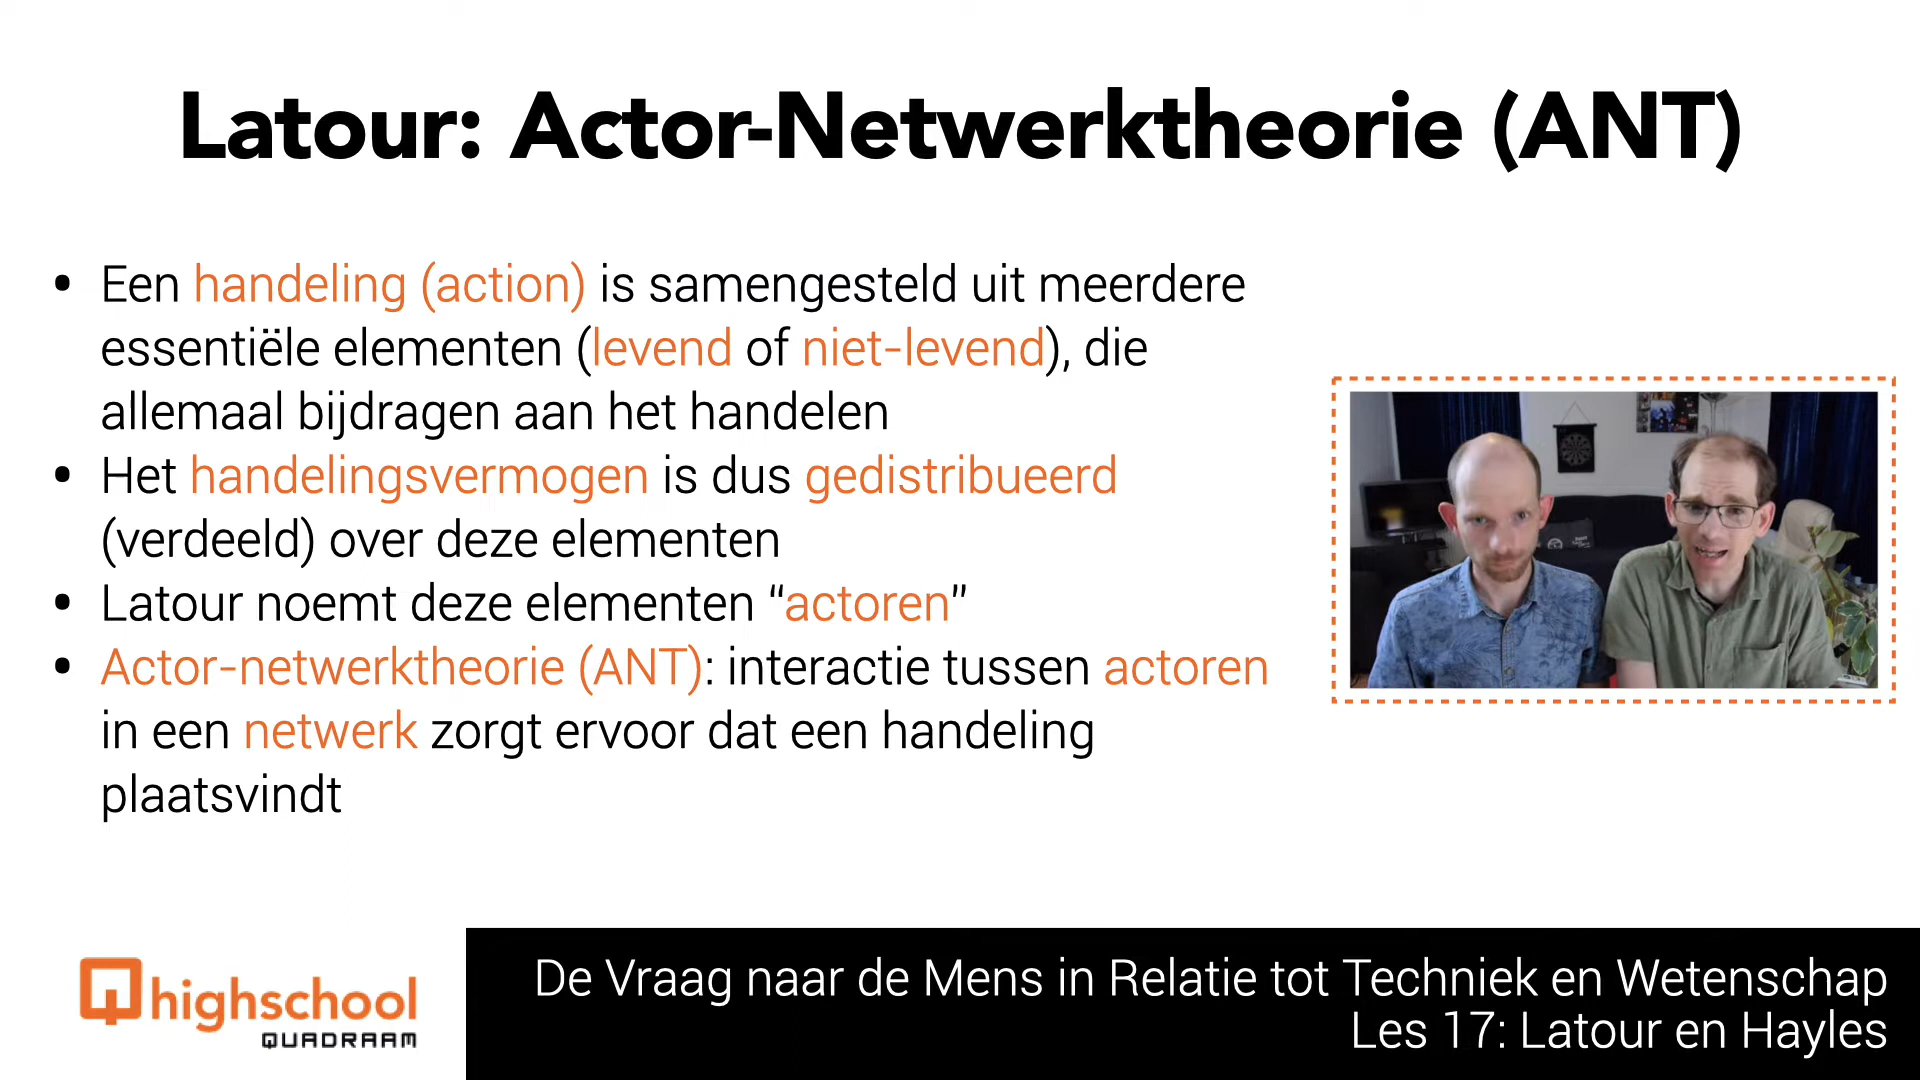 Latour: Actor-Netwerktheorie (ANT)
• Een handeling (action) is samengesteld uit meerdere
essentiële elementen (levend of niet-levend), die
allemaal bijdragen aan het handelen
• Het handelingsvermogen is dus gedistribueerd
(verdeeld) over deze elementen
• Latour noemt deze elementen “actoren”
• Actor-netwerktheorie (ANT): interactie tussen actoren
in een netwerk zorgt ervoor dat een handeling
plaatsvindt
Qhighschool
QUADRAAM
De Vraag naar de Mens in Relatie tot Techniek en Wetenschap
Les 17: Latour en Hayles